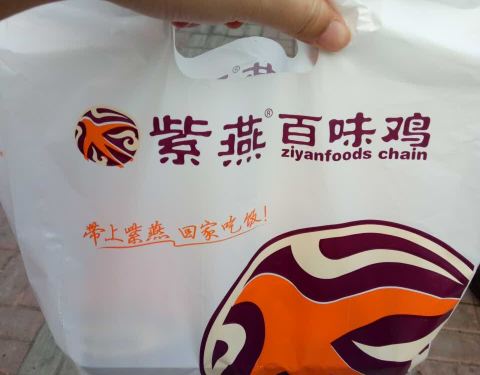 紫燕®百味鸡
ziyanfoods chain
带上紫燕 回家吃饭!